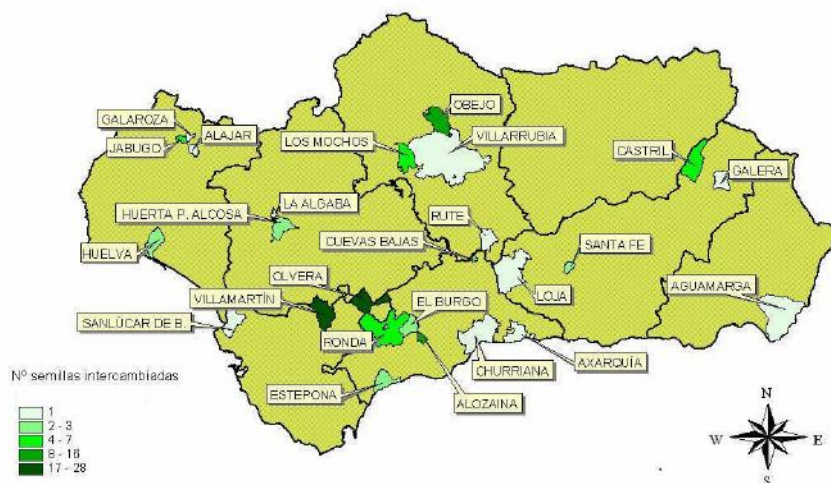 OBEJO
GALAROZA
ALAJAR
LOS MOCHOS
VILLARRUBIA
JABUGO
CASTRIL
GALERA
LA ALGABA
HUERTA P. ALCOSA
RUTE
CUEVAS BAJAS
SANTA FE
HUELVA
OLVERA
AGUAMARGA
VILLAMARTÍN
EL BURGO
LOJA
SANLÚCAR DE B.
RONDA
AXARQUÍA
CHURRIANA
Nº semillas intercambiadas
ESTEPONA
ALOZAINA
1
2 - 3
4 - 7
8 - 16
17 - 28
N
W
E
S